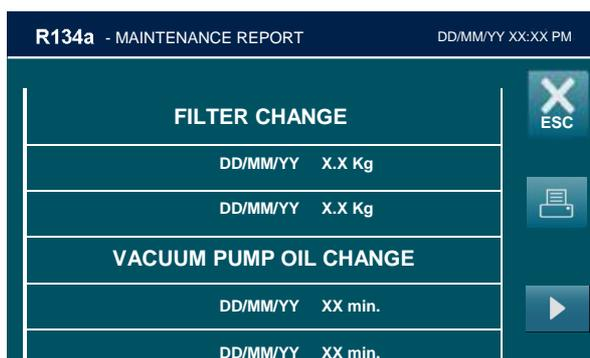 R134a - MAINTENANCE REPORT DD/MM/YY XX:XX PM
FILTER CHANGE
ESC
DD/MM/YY X.X Kg
DD/MM/YY X.X Kg
VACUUM PUMP OIL CHANGE
DD/MM/YY XX min.
DD/MM/YY XX min.